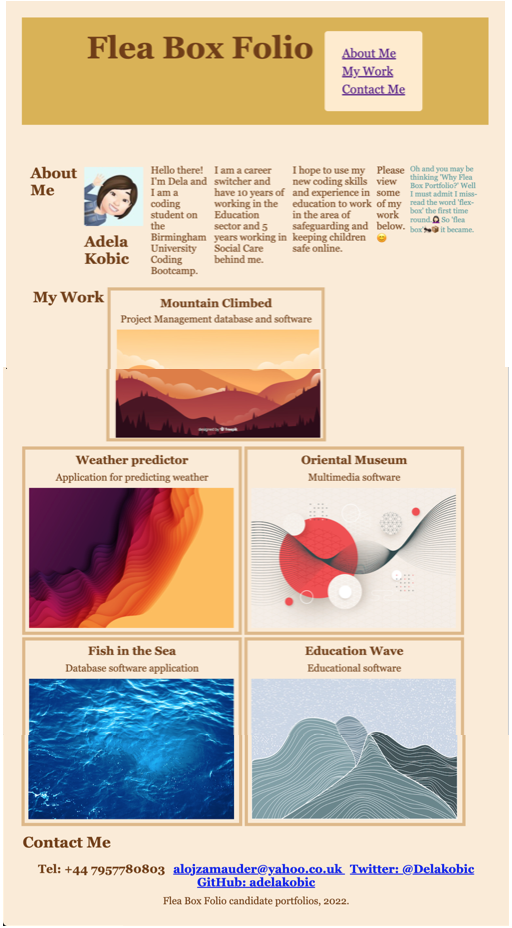 Flea Box Folio
About Me
My Work
Contact Me
About
Me
Adela
Kobic
Hello there!
I'm Dela and
I am a
coding
student on
the
Birmingham
University
Coding
Bootcamp.
I am a career
switcher and
have 10 years of
working in the
Education
sector and 5
years working in
Social Care
behind me.
I hope to use my
new coding skills
and experience in
education to work
in the area of
safeguarding and
keeping children
safe online.
Please
view
some
of my
work
below.
😊
Oh and you may be
thinking 'Why Flea
Box Portfolio?' Well
I must admit I mis-
read the word 'flex-
box' the first time
round.🤦🏻‍♀️ So 'flea
box'🐜📦 it became.
My Work
Mountain Climbed
Project Management database and software
designed by freepik
Weather predictor
Application for predicting weather
Oriental Museum
Multimedia software
Fish in the Sea
Database software application
Education Wave
Educational software
Contact Me
Tel: +44 7957780803 alojzamauder@yahoo.co.uk Twitter: @Delakobic
GitHub: adelakobic
Flea Box Folio candidate portfolios, 2022.